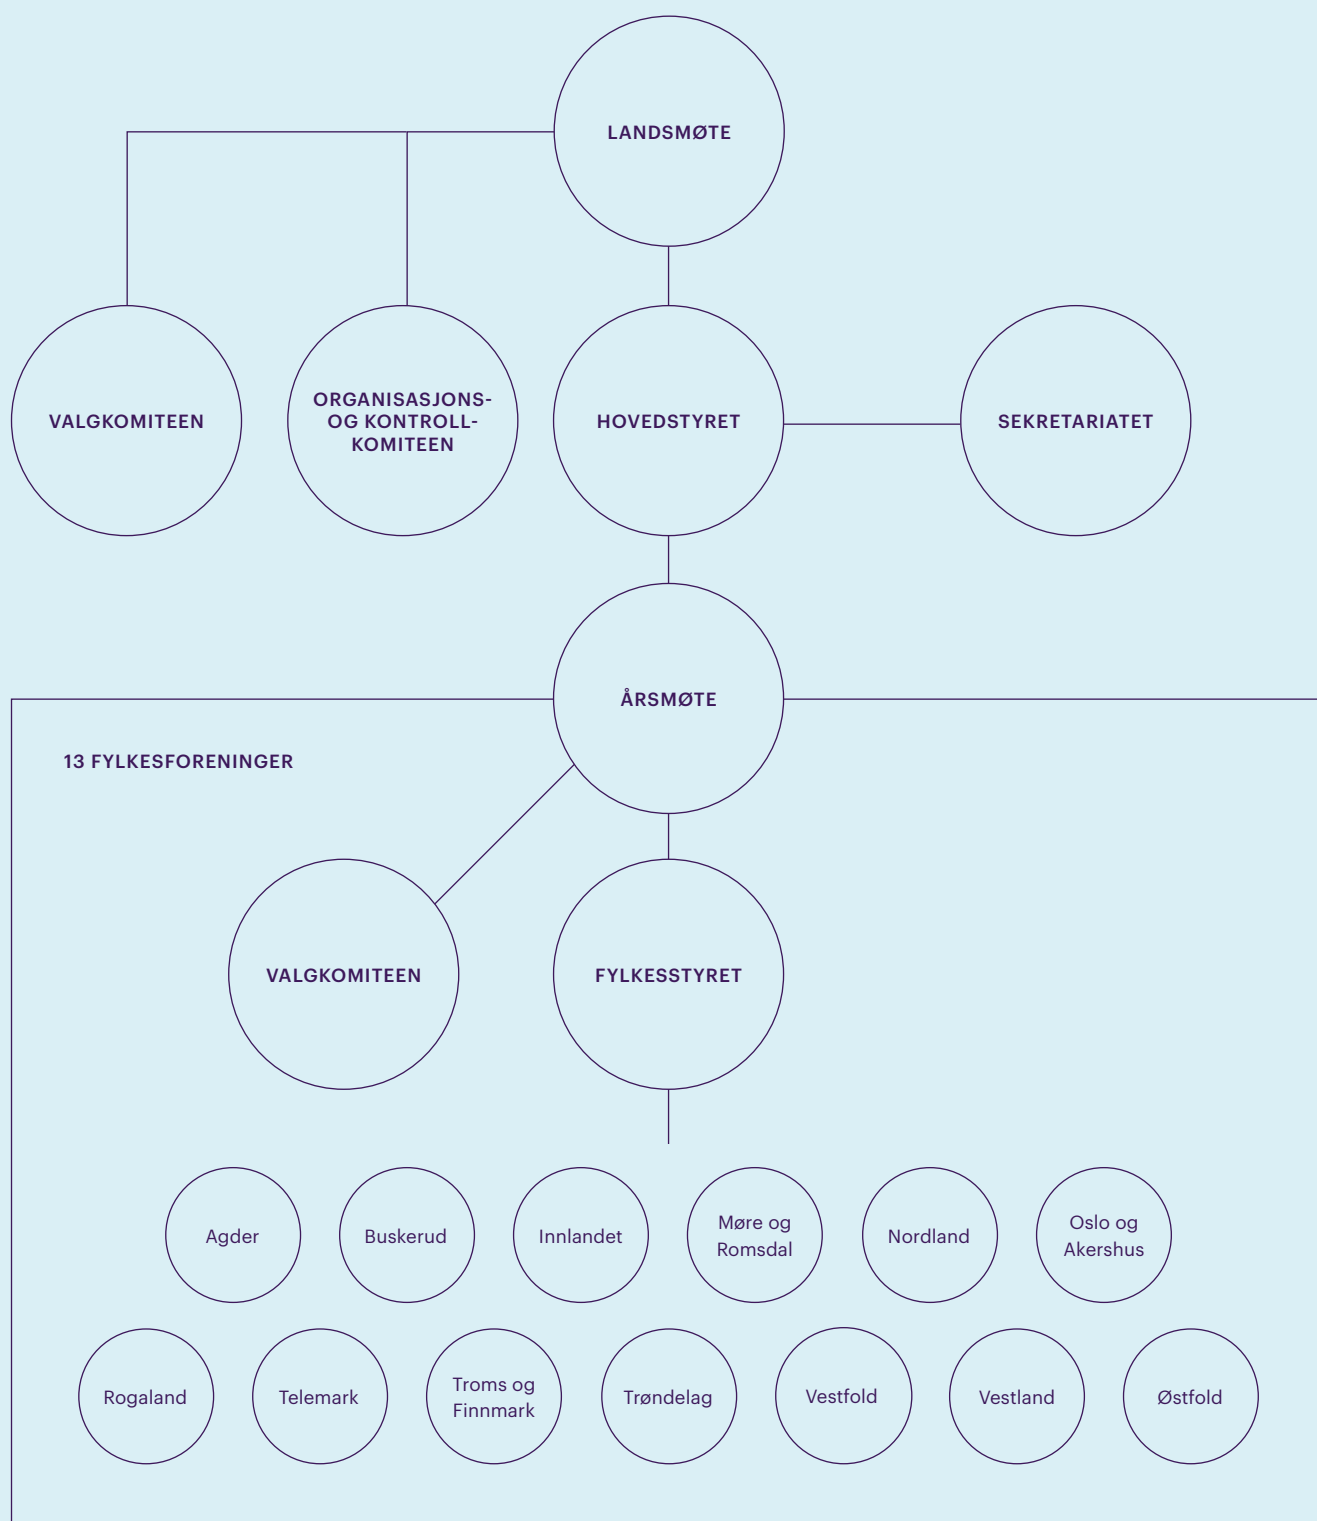 LANDSMØTE
VALGKOMITEEN
ORGANISASJONS-
OG KONTROLL-
KOMITEEN
HOVEDSTYRET
SEKRETARIATET
ÅRSMØTE
13 FYLKESFORENINGER
VALGKOMITEEN
FYLKESSTYRET
Agder
Buskerud
Innlandet
Møre og
Romsdal
Nordland
Oslo og
Akershus
Rogaland
Telemark
Troms og
Finnmark
Trøndelag
Vestfold
Vestland
Østfold